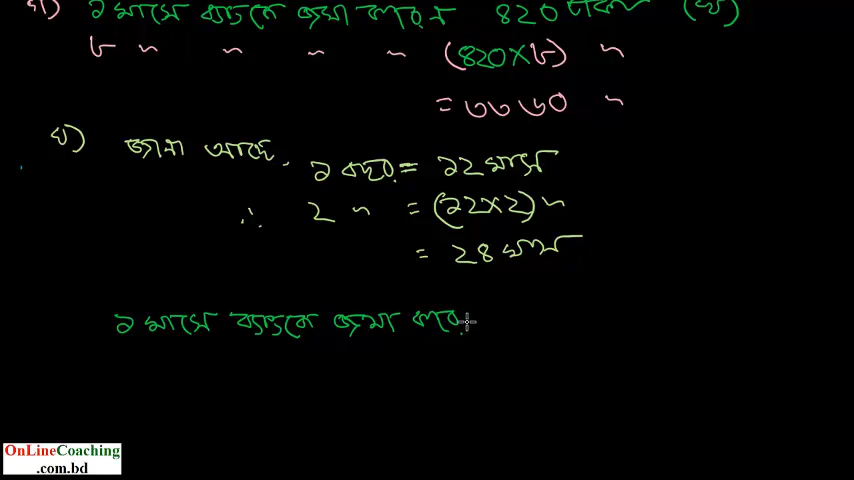 গ) ১ মাসে ব্যাংকে জমা করে ৪২০ টাকা
৮ " " " " (৪২০×৮) "
= ৩৩৬০ "
ঘ) জানা আছে, ১ বছর = ১২ মাস
∴ ২ " = (১২×২) "
= ২৪ মাস
১ মাসে ব্যাংকে জমা করে
OnLineCoaching
.com.bd